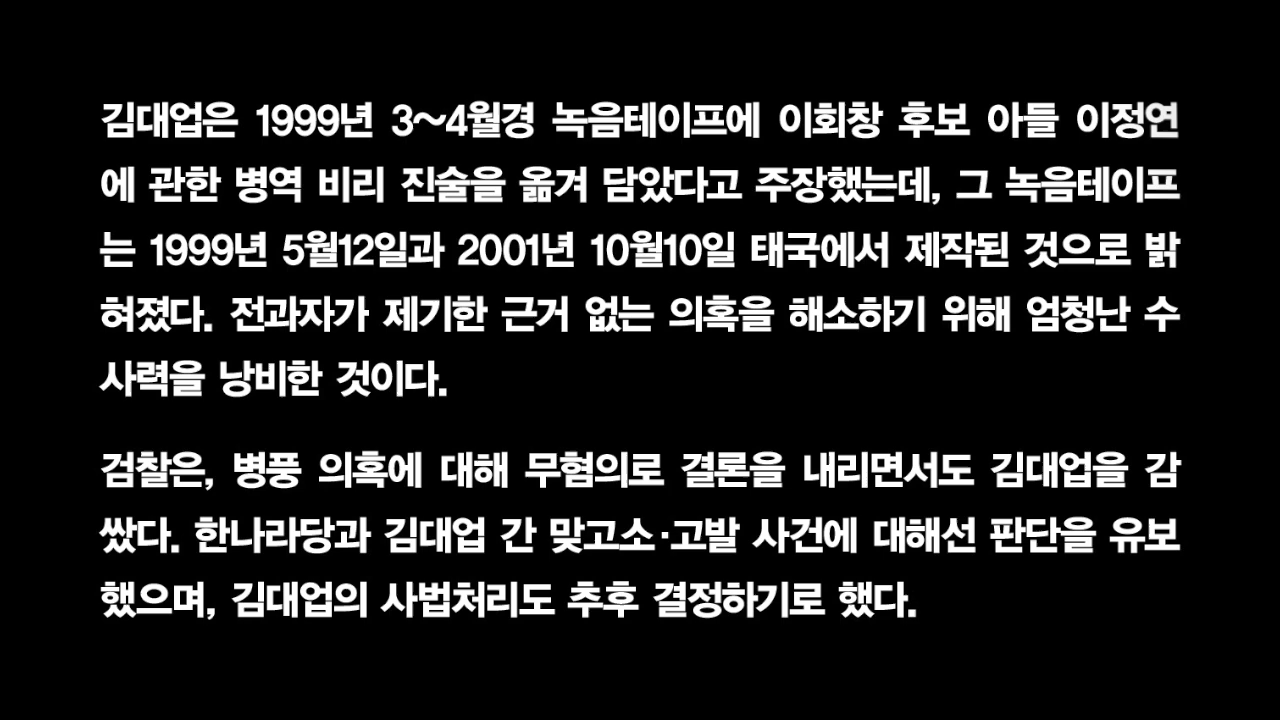 김대업은 1999년 3~4월경 녹음테이프에 이회창 후보 아들 이정연
에 관한 병역 비리 진술을 옮겨 담았다고 주장했는데, 그 녹음테이프
는 1999년 5월12일과 2001년 10월10일 태국에서 제작된 것으로 밝
혀졌다. 전과자가 제기한 근거 없는 의혹을 해소하기 위해 엄청난 수
사력을 낭비한 것이다.
검찰은, 병풍 의혹에 대해 무혐의로 결론을 내리면서도 김대업을 감
쌌다. 한나라당과 김대업 간 맞고소·고발 사건에 대해선 판단을 유보
했으며, 김대업의 사법처리도 추후 결정하기로 했다.